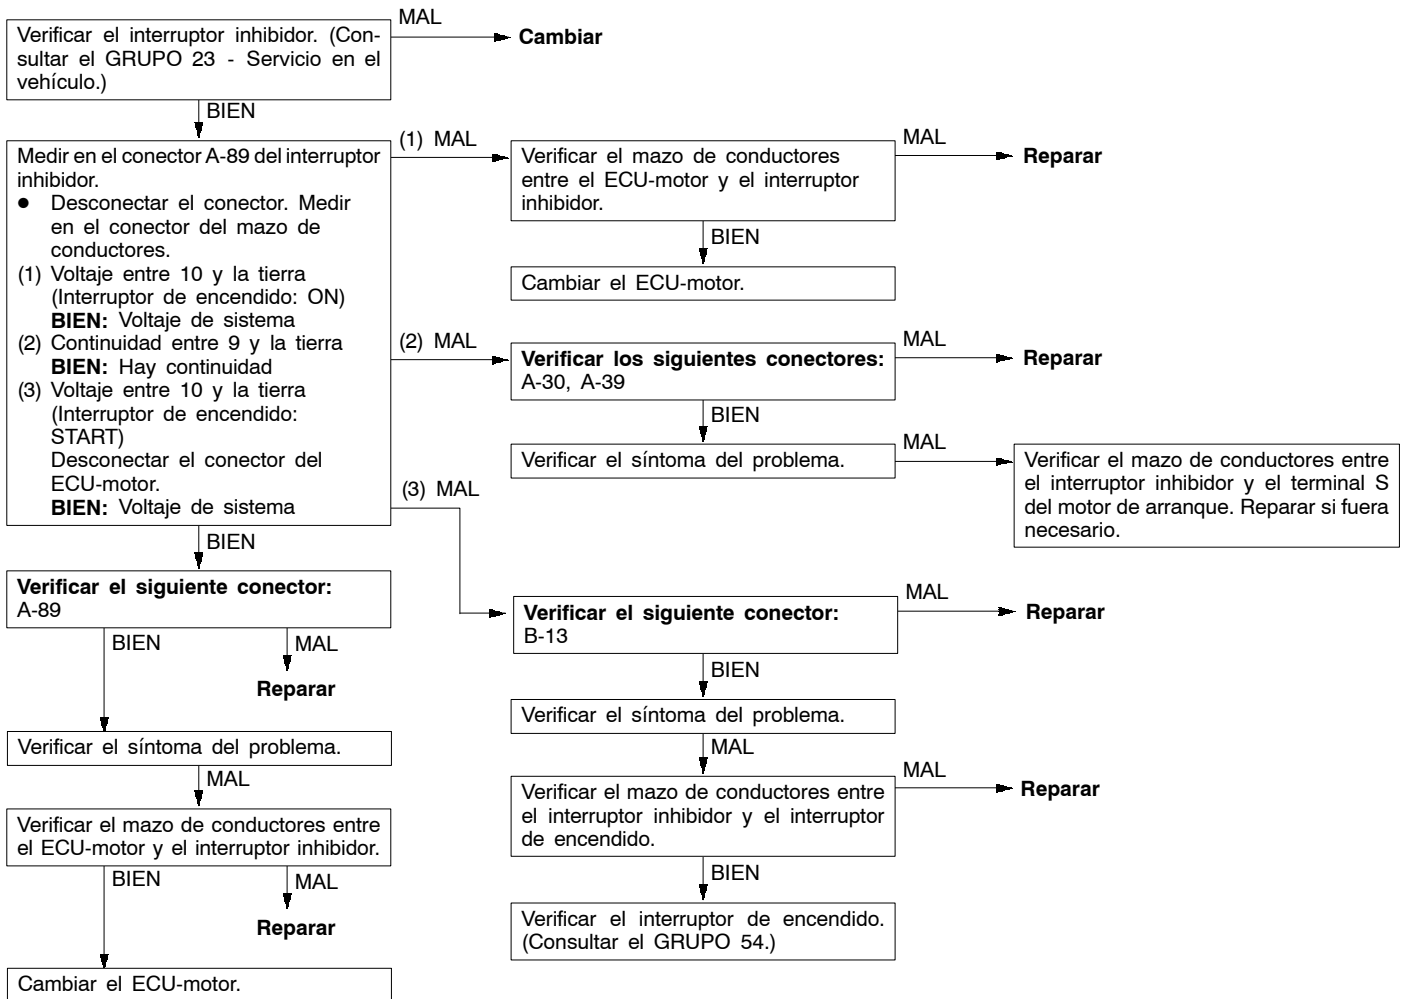 Verificar el interruptor inhibidor. (Con-
sultar el GRUPO 23 - Servicio en el
vehículo.)
MAL
Cambiar
BIEN
Medir en el conector A-89 del interruptor
inhibidor.
● Desconectar el conector. Medir
en el conector del mazo de
conductores.
(1) Voltaje entre 10 y la tierra
(Interruptor de encendido: ON)
BIEN: Voltaje de sistema
(2) Continuidad entre 9 y la tierra
BIEN: Hay continuidad
(3) Voltaje entre 10 y la tierra
(Interruptor de encendido:
START)
Desconectar el conector del
ECU-motor.
BIEN: Voltaje de sistema
(1) MAL
Verificar el mazo de conductores
entre el ECU-motor y el interruptor
inhibidor.
MAL
Reparar
BIEN
Cambiar el ECU-motor.
(2) MAL
Verificar los siguientes conectores:
A-30, A-39
MAL
Reparar
BIEN
Verificar el síntoma del problema.
MAL
Verificar el mazo de conductores entre
el interruptor inhibidor y el terminal S
del motor de arranque. Reparar si fuera
necesario.
(3) MAL
Verificar el siguiente conector:
B-13
MAL
Reparar
BIEN
Verificar el síntoma del problema.
MAL
Verificar el mazo de conductores entre
el interruptor inhibidor y el interruptor
de encendido.
MAL
Reparar
BIEN
Verificar el interruptor de encendido.
(Consultar el GRUPO 54.)
BIEN
Verificar el siguiente conector:
A-89
BIEN
MAL
Reparar
Verificar el síntoma del problema.
MAL
Verificar el mazo de conductores entre
el ECU-motor y el interruptor inhibidor.
BIEN
MAL
Reparar
Cambiar el ECU-motor.